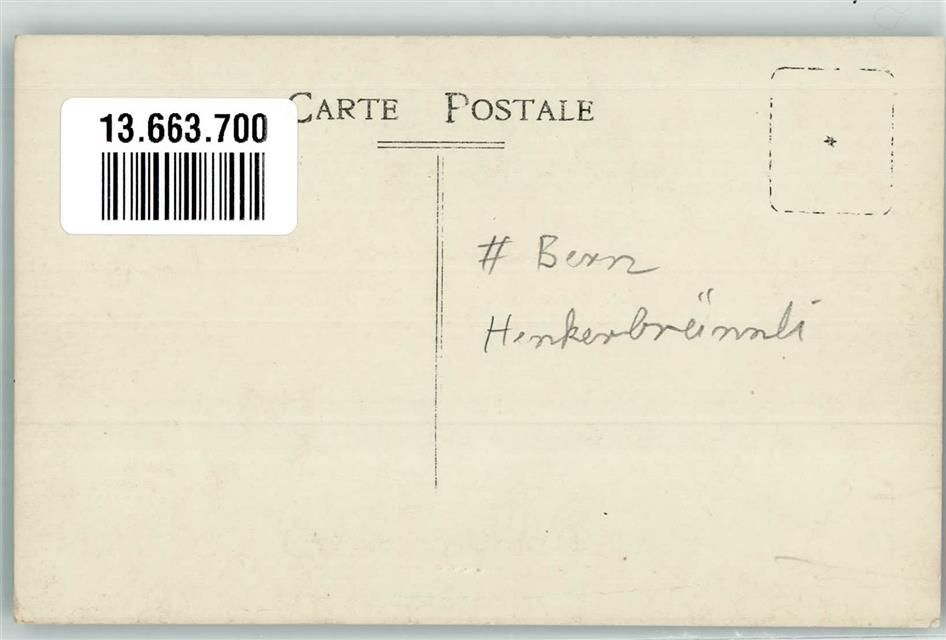 CARTE POSTALE
13.663.700
# Bern
Henkerbrünnli